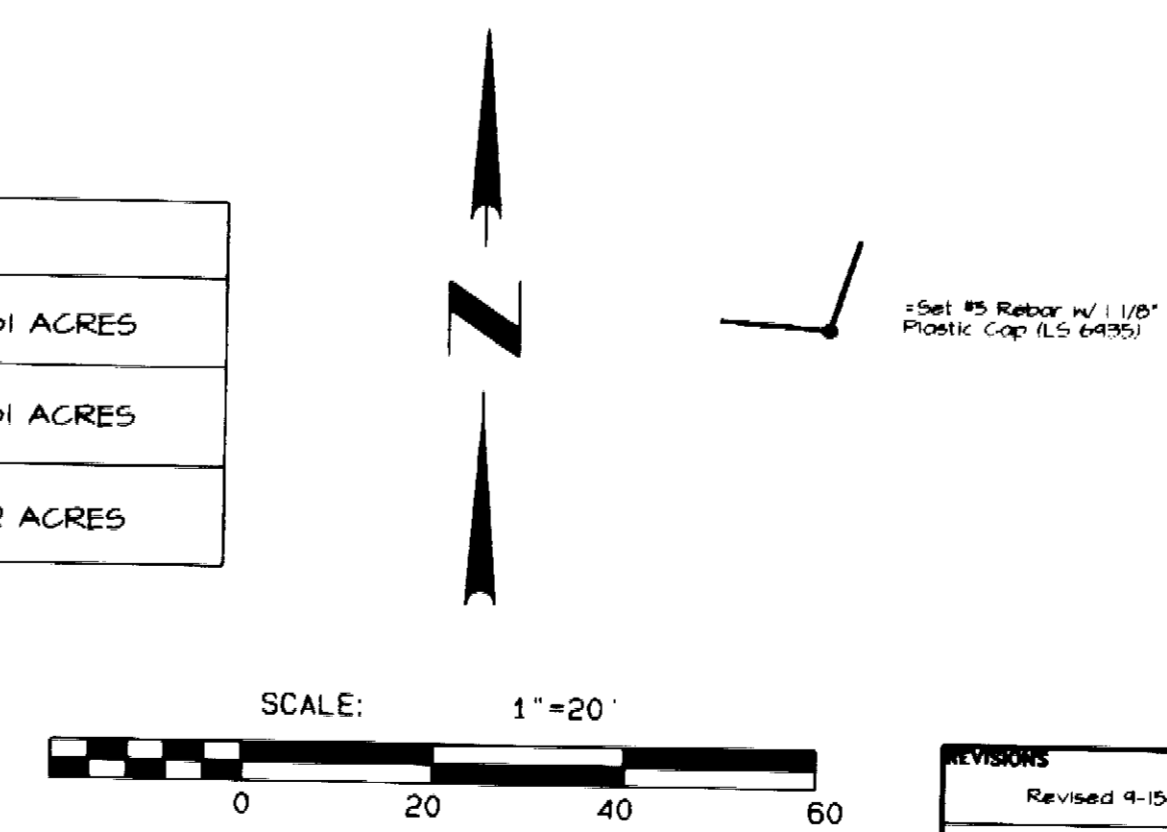 ACRES
ACRES
ACRES
N
=Set #5 Rebar w/ 1 1/8"
Plastic Cap (LS 6935)
SCALE: 1"=20'
0 20 40 60
REVISIONS
Revised 9-15